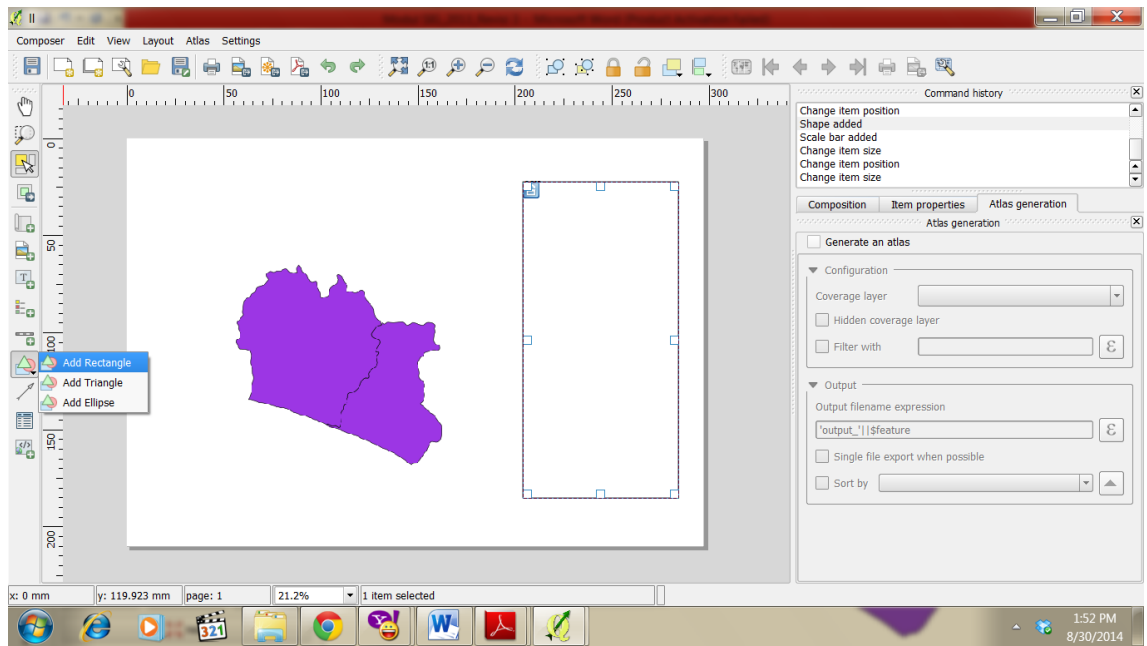 Composer Edit View Layout Atlas Settings
0 50 100 150 200 250 300
0
50
100
150
200
Add Rectangle
Add Triangle
Add Ellipse
Command history
Change item position
Shape added
Scale bar added
Change item size
Change item position
Change item size
Composition Item properties Atlas generation
Atlas generation
Generate an atlas
Configuration
Coverage layer
Hidden coverage layer
Filter with ε
Output
Output filename expression
'output_'||$feature ε
Single file export when possible
Sort by
x: 0 mm y: 119.923 mm page: 1 21.2% 1 item selected
321
1:52 PM
8/30/2014